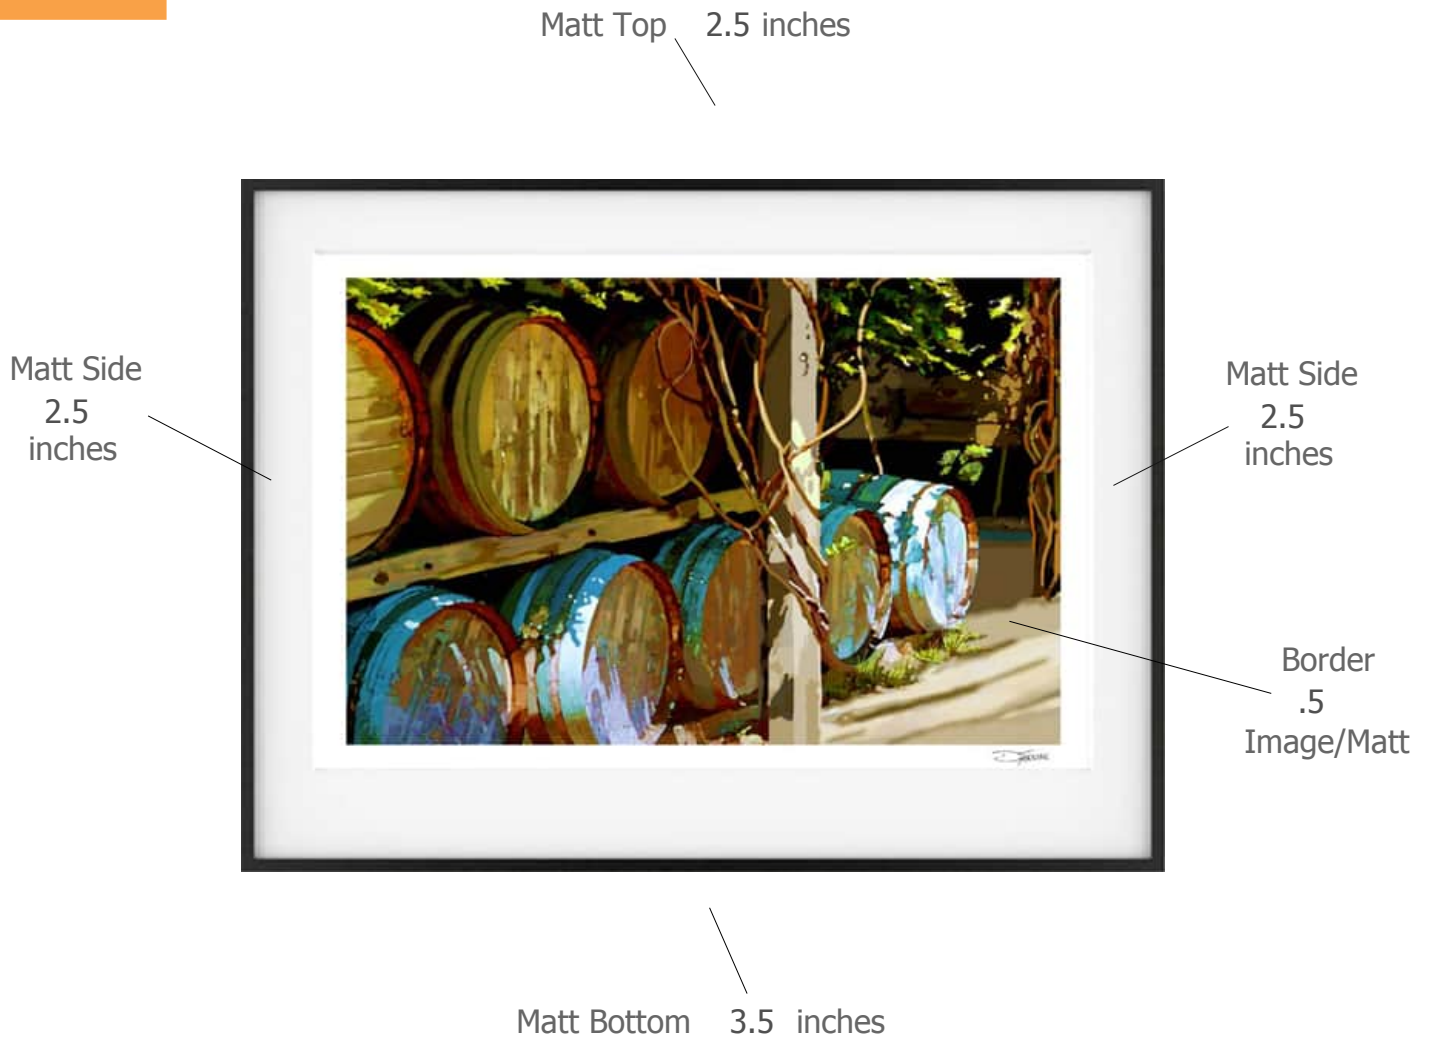 Matt Top 2.5 inches
Matt Side
2.5
inches
Matt Side
2.5
inches
Border
.5
Image/Matt
Matt Bottom 3.5 inches